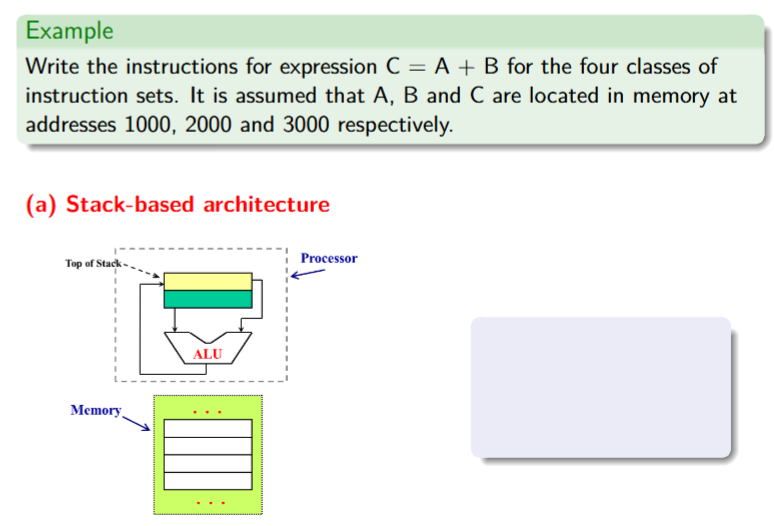 Example
Write the instructions for expression C = A + B for the four classes of
instruction sets. It is assumed that A, B and C are located in memory at
addresses 1000, 2000 and 3000 respectively.
(a) Stack-based architecture
Top of Stack
Processor
ALU
Memory
. . .
. . .